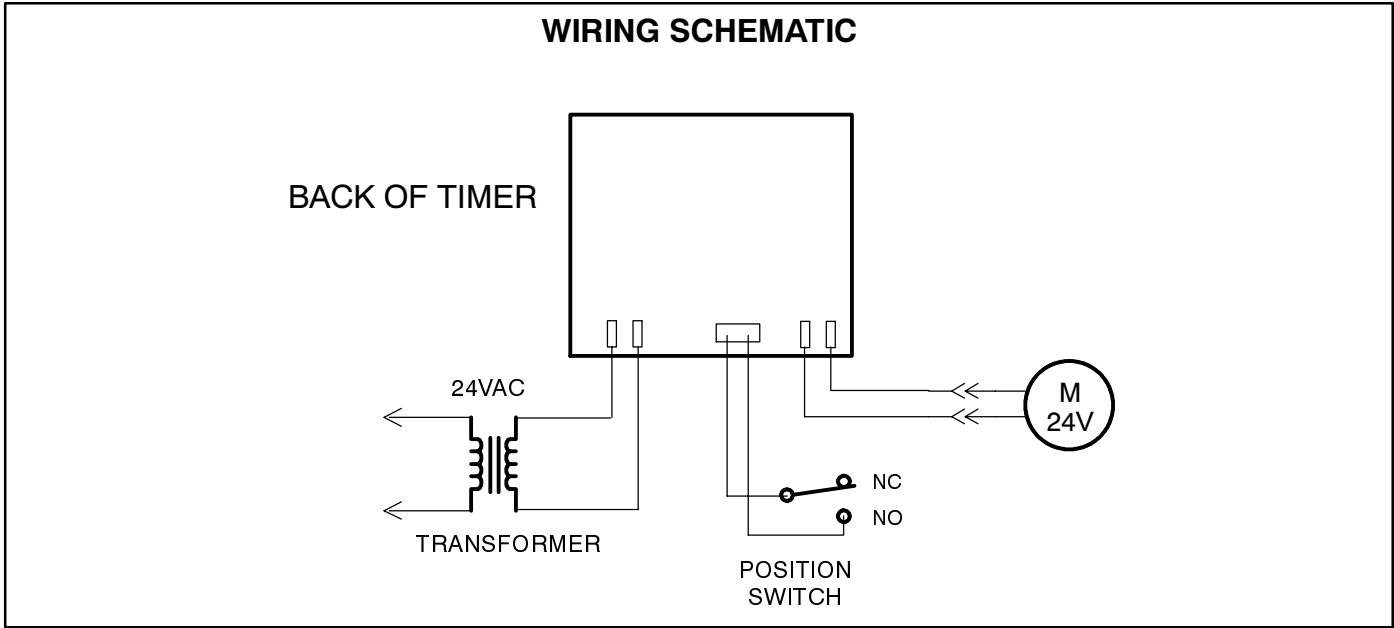 WIRING SCHEMATIC
BACK OF TIMER
24VAC
M
24V
NC
NO
TRANSFORMER
POSITION
SWITCH